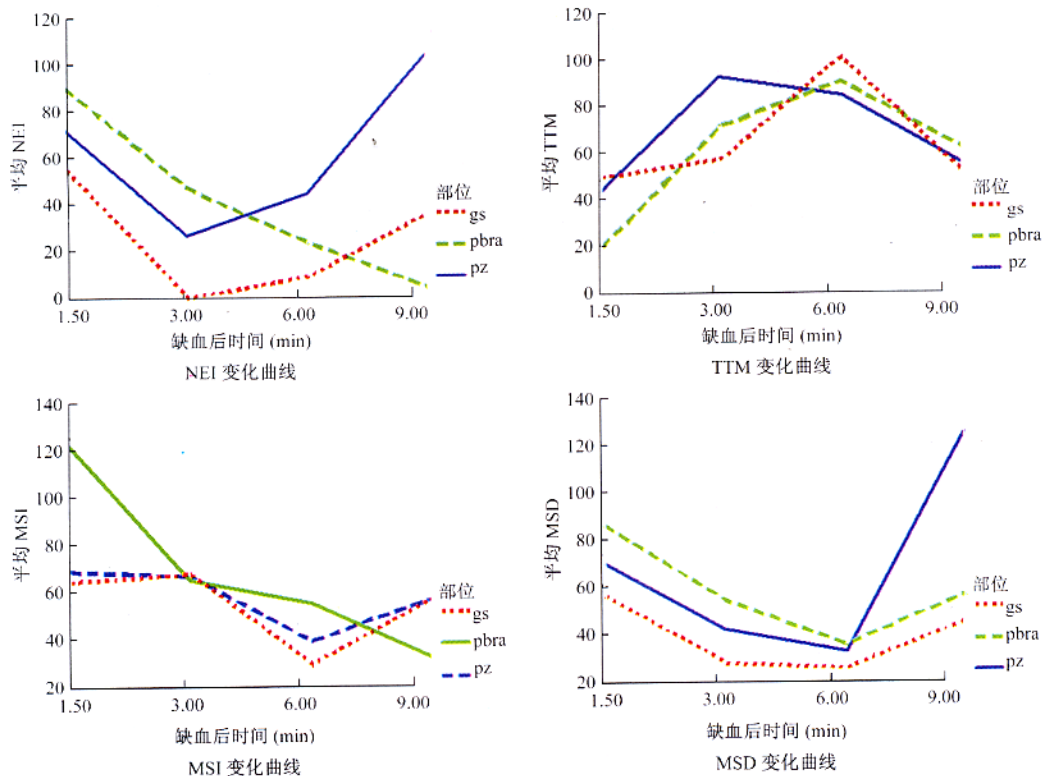 120
100
80
60
40
20
0
平均 NEI
1.50
3.00
6.00
9.00
部位
gs
pbra
pz
缺血后时间 (min)
NEI 变化曲线
120
100
80
60
40
20
0
平均 TTM
1.50
3.00
6.00
9.00
部位
gs
pbra
pz
缺血后时间 (min)
TTM 变化曲线
140
120
100
80
60
40
20
平均 MSI
1.50
3.00
6.00
9.00
部位
gs
pbra
pz
缺血后时间 (min)
MSI 变化曲线
140
120
100
80
60
40
20
平均 MSD
1.50
3.00
6.00
9.00
部位
gs
pbra
pz
缺血后时间 (min)
MSD 变化曲线